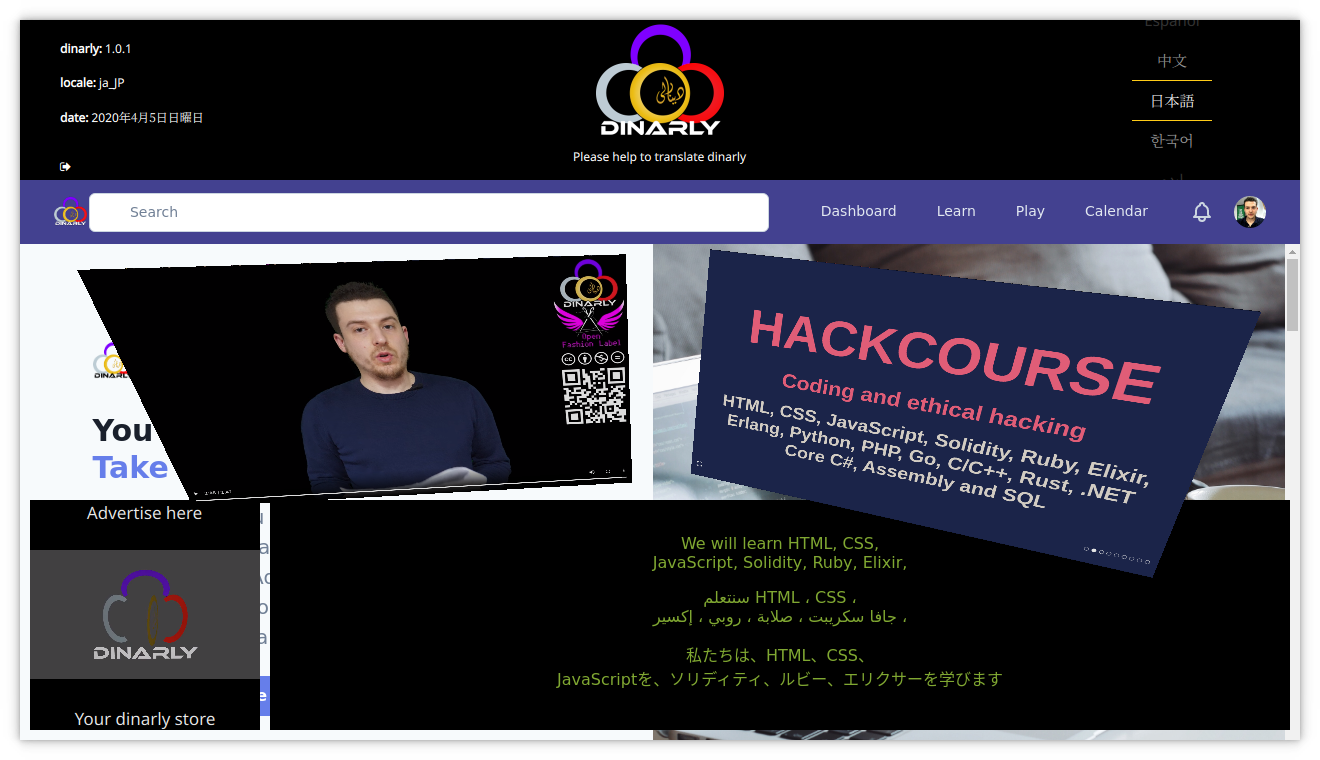 dinarly: 1.0.1
locale: ja_JP
date: 2020年4月5日日曜日
دينارلي
DINARLY
Please help to translate dinarly
Español
中文
日本語
한국어
DINARLY
Search
Dashboard
Learn
Play
Calendar
DINARLY
Open
Fashion Label
You
Take
HACKCOURSE
Coding and ethical hacking
HTML, CSS, JavaScript, Solidity, Ruby, Elixir,
Erlang, Python, PHP, Go, C/C++, Rust, .NET
Core C#, Assembly and SQL
Advertise here
DINARLY
Your dinarly store
We will learn HTML, CSS,
JavaScript, Solidity, Ruby, Elixir,
سنتعلم HTML ، CSS ،
جافا سكريبت ، صلابة ، روبي ، إكسير ،
私たちは、HTML、CSS、
JavaScriptを、ソリディティ、ルビー、エリクサーを学びます